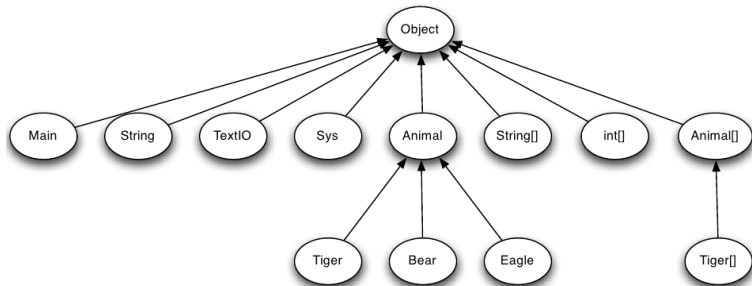 Object
Main
String
TextIO
Sys
Animal
String[]
int[]
Animal[]
Tiger
Bear
Eagle
Tiger[]